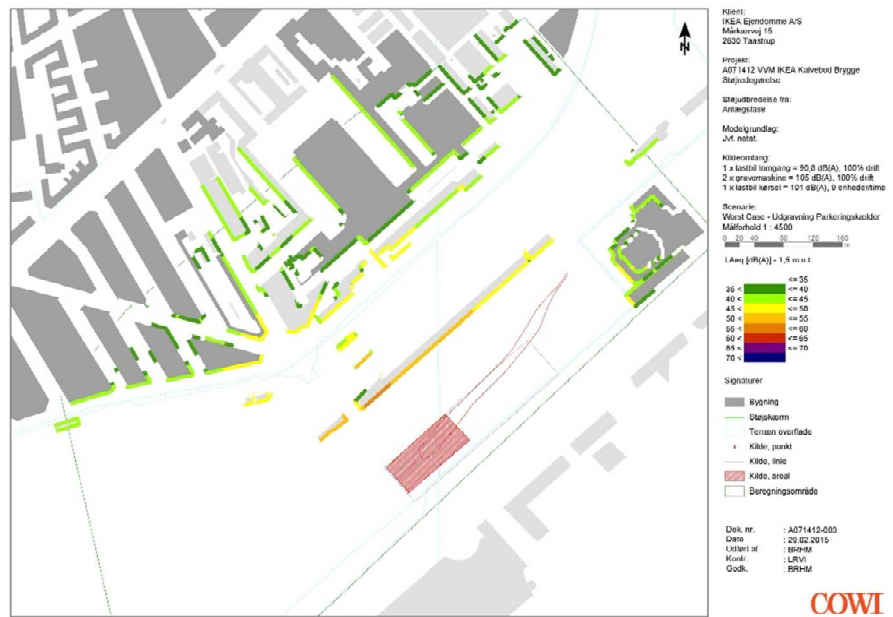 N
Klient:
IKEA Ejendomme A/S
Mårkærvej 15
2630 Taastrup
Projekt:
A071412 VVM IKEA Kalvebod Brygge
Støjredegørelse
Støjudbredelse fra:
Anlægsfase
Modelgrundlag:
Jvf. notat.
Kildeomfang:
1 x lastbil tomgang = 90,0 dB(A), 100% drift
2 x gravemaskine = 105 dB(A), 100% drift
1 x lastbil kørsel = 101 dB(A), 9 enheder/time
Scenarie:
Worst Case - Udgravning Parkeringskælder
Målforhold 1 : 4500
0 20 40 80 120 160
m
LAeq [dB(A)] - 1,5 m.o.t.
<= 35
35 < <= 40
40 < <= 45
45 < <= 50
50 < <= 55
55 < <= 60
60 < <= 65
65 < <= 70
70 <
Signaturer
Bygning
Støjskærm
Terræn overflade
Kilde, punkt
Kilde, linie
Kilde, areal
Beregningsområde
Dok. nr. : A071412-003
Dato : 29.02.2015
Udført af : BRHM
Kontr. : LRVI
Godk. : BRHM
COWI